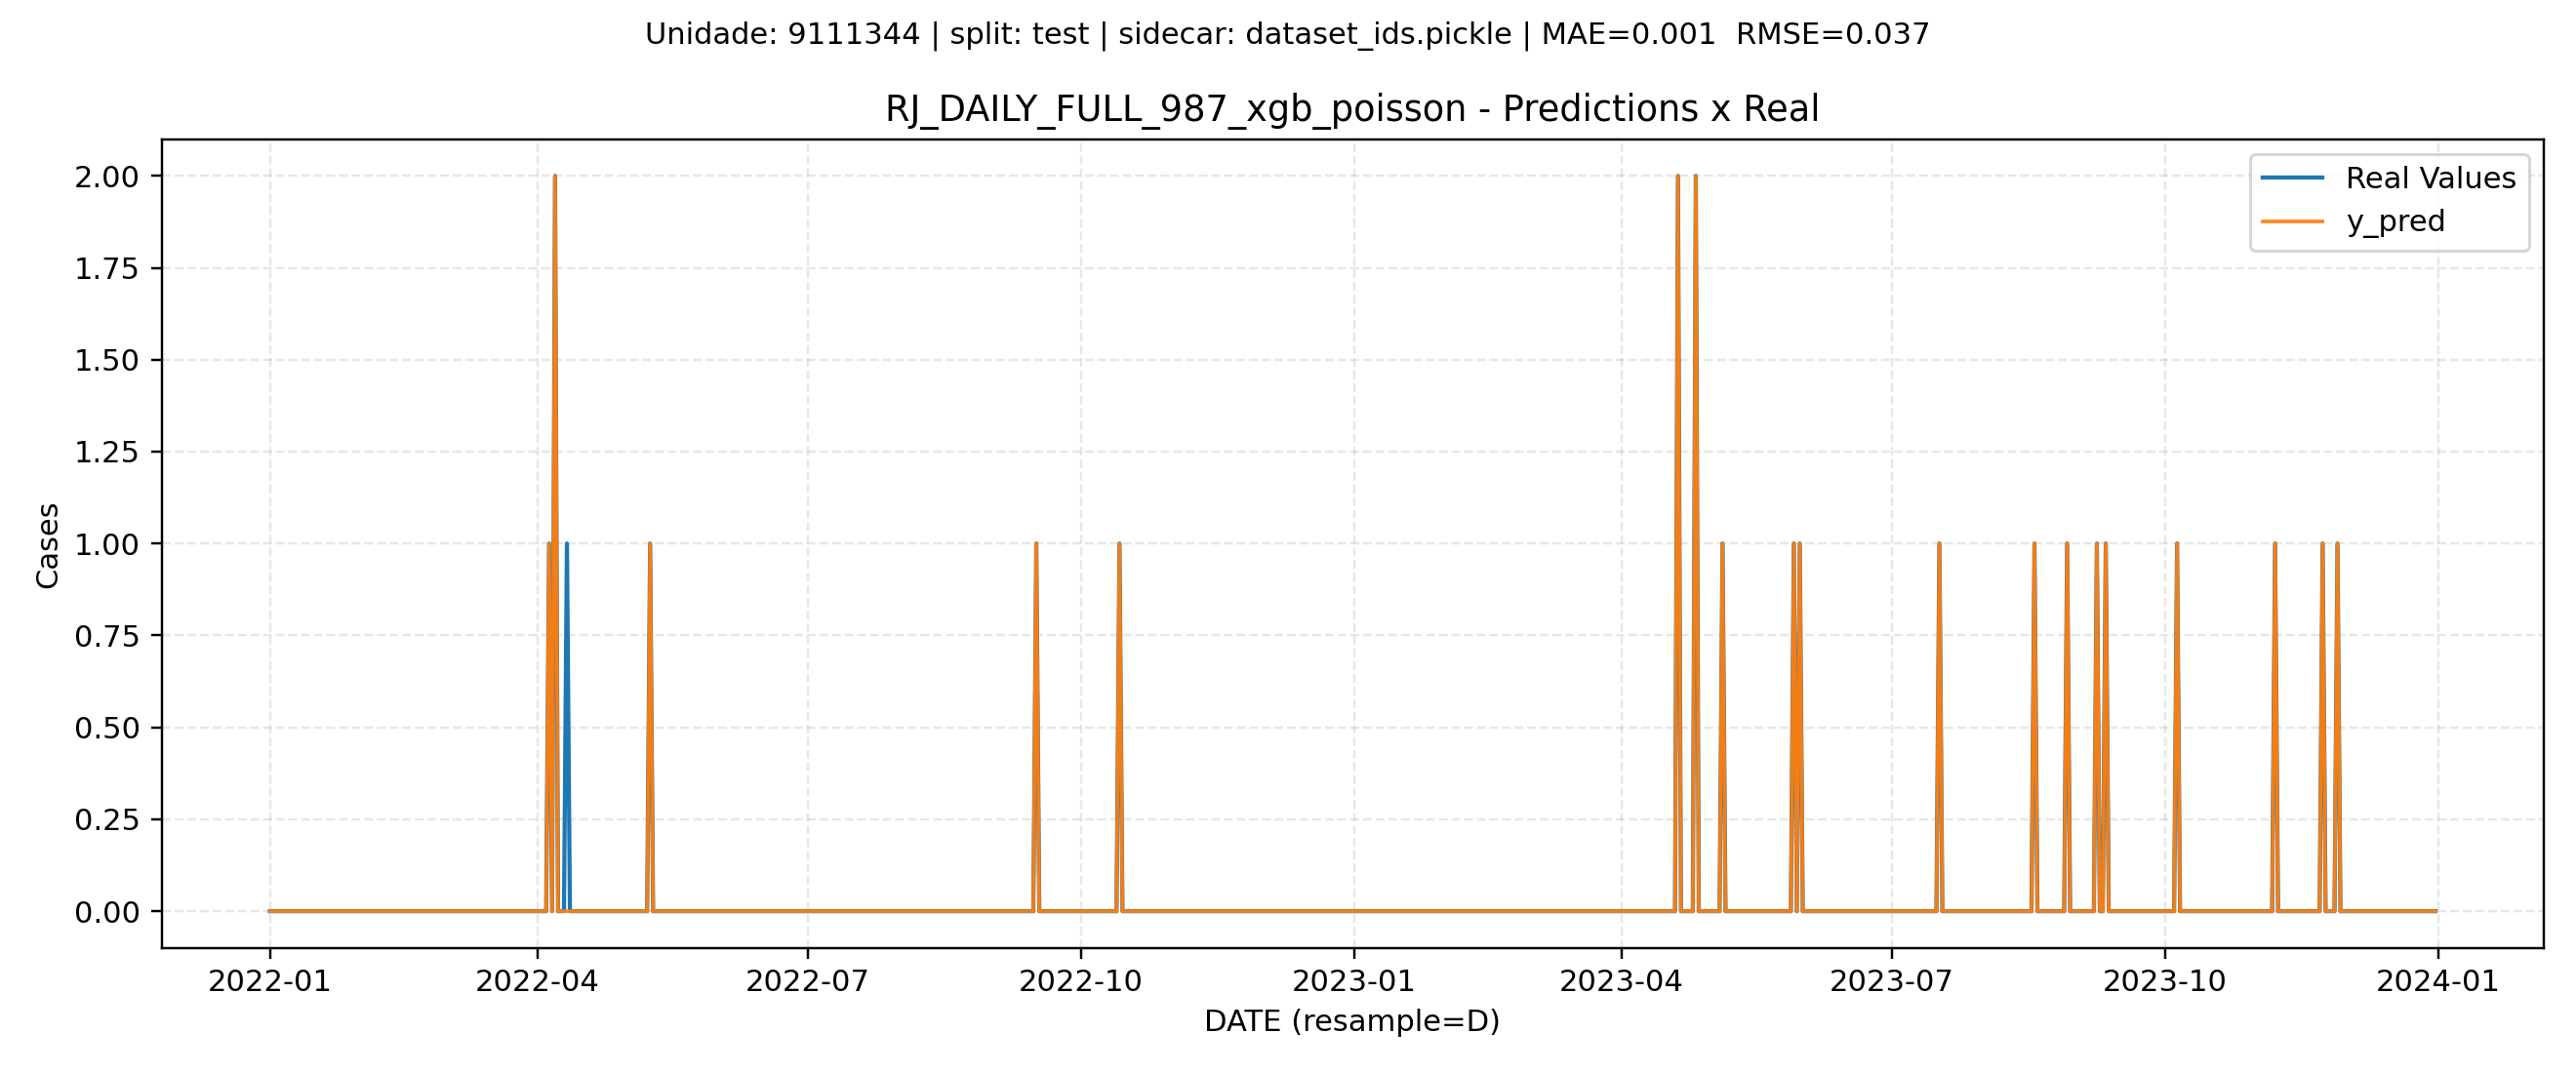 Unidade: 9111344 | split: test | sidecar: dataset_ids.pickle | MAE=0.001  RMSE=0.037
RJ_DAILY_FULL_987_xgb_poisson - Predictions x Real
Real Values
y_pred
2.00
1.75
1.50
1.25
1.00
0.75
0.50
0.25
0.00
Cases
2022-01 2022-04 2022-07 2022-10 2023-01 2023-04 2023-07 2023-10 2024-01
DATE (resample=D)